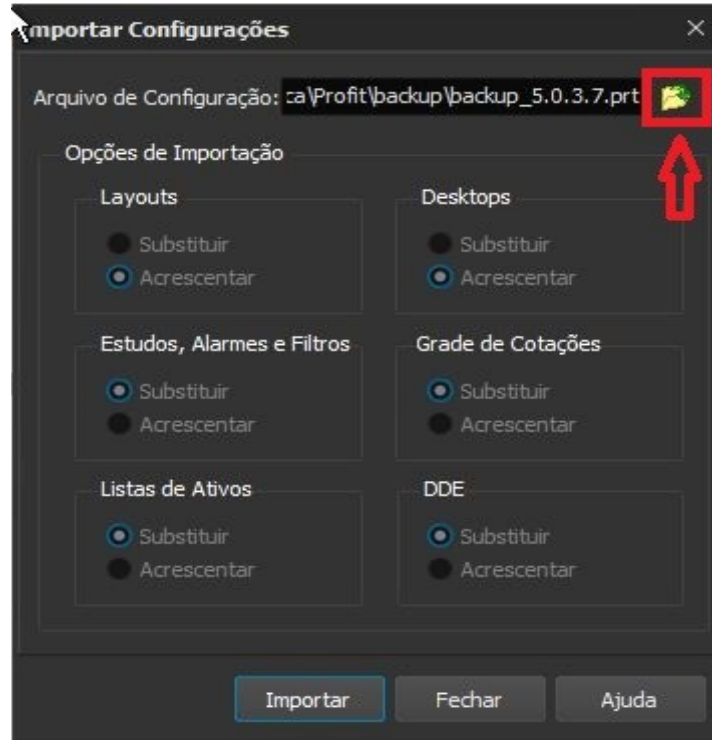 Importar Configurações
Arquivo de Configuração: ca\Profit\backup\backup_5.0.3.7.prt
Opções de Importação
Layouts
Substituir
Acrescentar
Desktops
Substituir
Acrescentar
Estudos, Alarmes e Filtros
Substituir
Acrescentar
Grade de Cotações
Substituir
Acrescentar
Listas de Ativos
Substituir
Acrescentar
DDE
Substituir
Acrescentar
Importar
Fechar
Ajuda